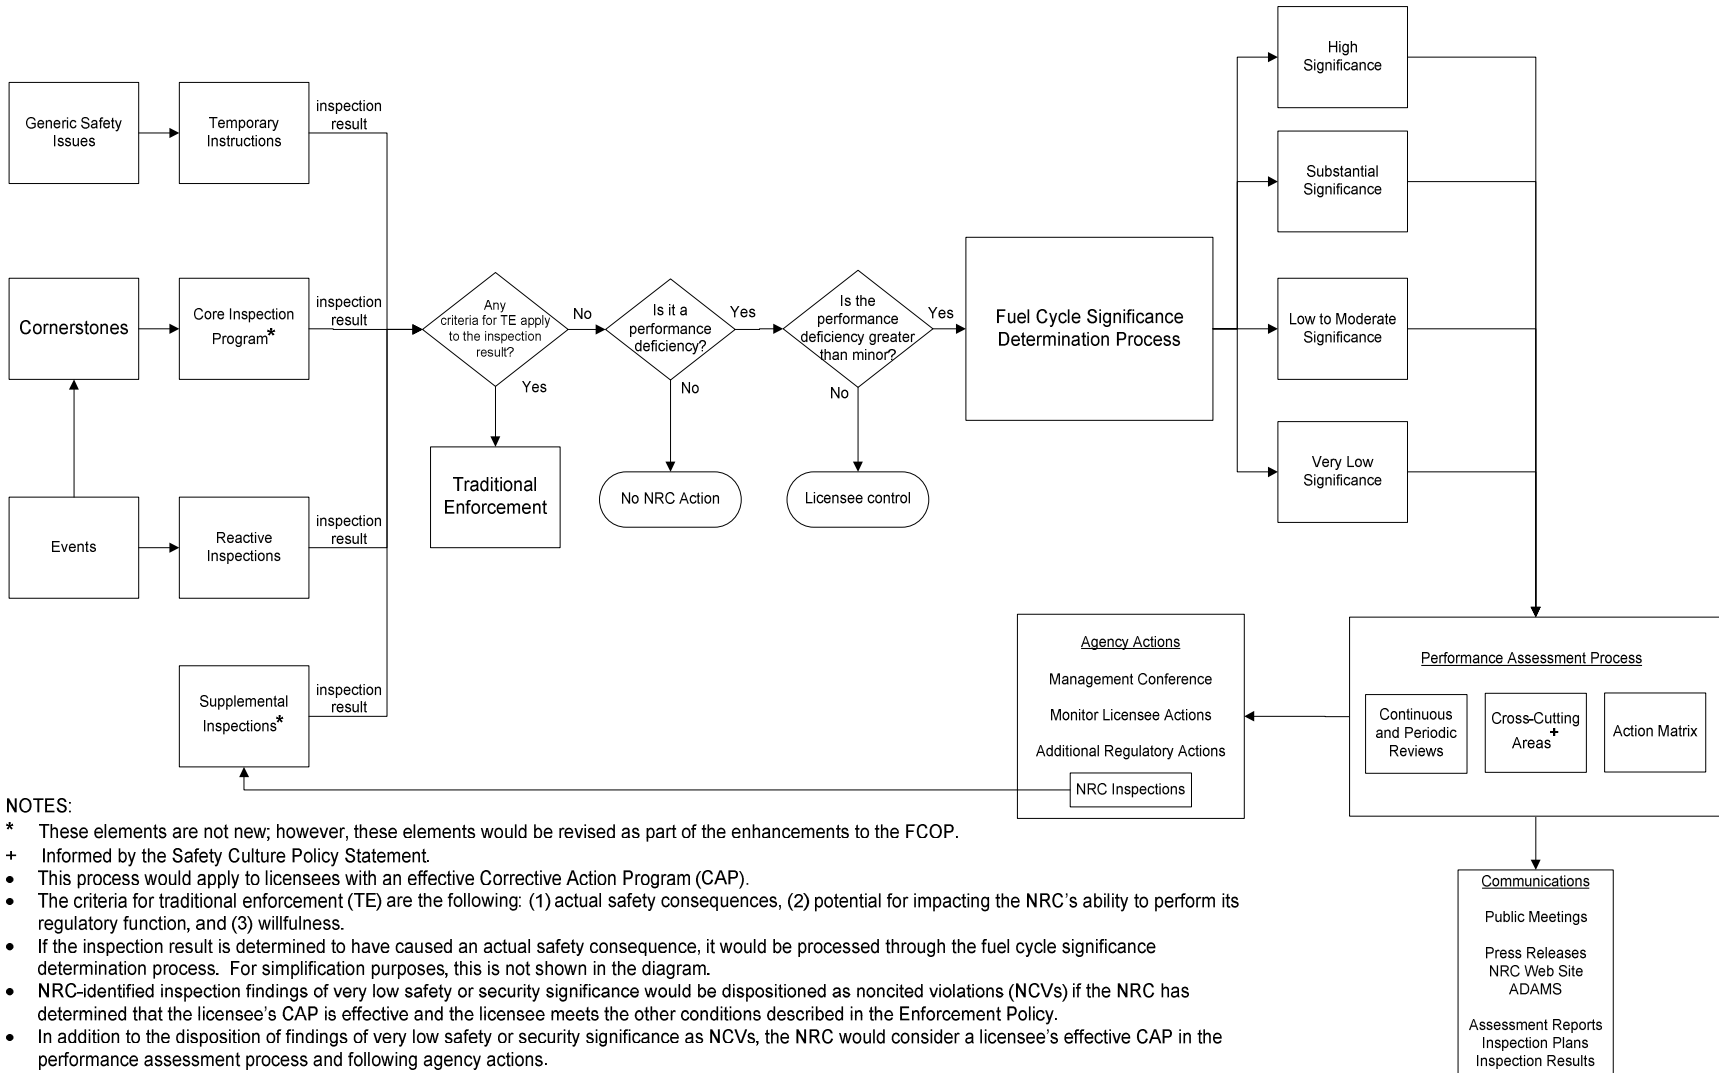 Generic Safety
Issues
Temporary
Instructions
inspection
result
Cornerstones
Core Inspection
Program*
inspection
result
Events
Reactive
Inspections
inspection
result
Supplemental
Inspections*
inspection
result
Any
criteria for TE apply
to the inspection
result?
No
Yes
Traditional
Enforcement
Is it a
performance
deficiency?
Yes
No
No NRC Action
Is the
performance
deficiency greater
than minor?
Yes
No
Licensee control
Fuel Cycle Significance
Determination Process
High
Significance
Substantial
Significance
Low to Moderate
Significance
Very Low
Significance
Performance Assessment Process
Continuous
and Periodic
Reviews
Cross-Cutting
Areas+
Action Matrix
Agency Actions
Management Conference
Monitor Licensee Actions
Additional Regulatory Actions
NRC Inspections
Communications
Public Meetings
Press Releases
NRC Web Site
ADAMS
Assessment Reports
Inspection Plans
Inspection Results
NOTES:
* These elements are not new; however, these elements would be revised as part of the enhancements to the FCOP.
+ Informed by the Safety Culture Policy Statement.
• This process would apply to licensees with an effective Corrective Action Program (CAP).
• The criteria for traditional enforcement (TE) are the following: (1) actual safety consequences, (2) potential for impacting the NRC's ability to perform its
regulatory function, and (3) willfulness.
• If the inspection result is determined to have caused an actual safety consequence, it would be processed through the fuel cycle significance
determination process. For simplification purposes, this is not shown in the diagram.
• NRC-identified inspection findings of very low safety or security significance would be dispositioned as noncited violations (NCVs) if the NRC has
determined that the licensee's CAP is effective and the licensee meets the other conditions described in the Enforcement Policy.
• In addition to the disposition of findings of very low safety or security significance as NCVs, the NRC would consider a licensee's effective CAP in the
performance assessment process and following agency actions.